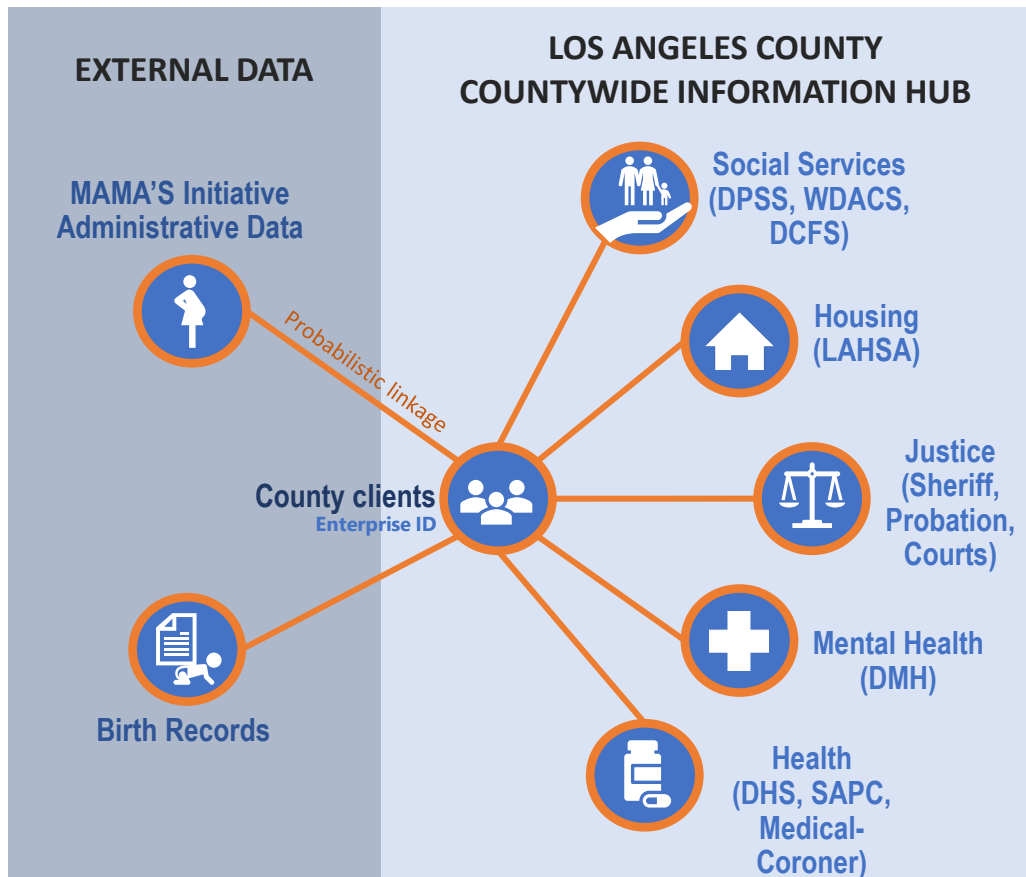 EXTERNAL DATA
LOS ANGELES COUNTY
COUNTYWIDE INFORMATION HUB
MAMA'S Initiative
Administrative Data
Probabilistic linkage
County clients
Enterprise ID
Birth Records
Social Services
(DPSS, WDACS,
DCFS)
Housing
(LAHSA)
Justice
(Sheriff,
Probation,
Courts)
Mental Health
(DMH)
Health
(DHS, SAPC,
Medical-
Coroner)